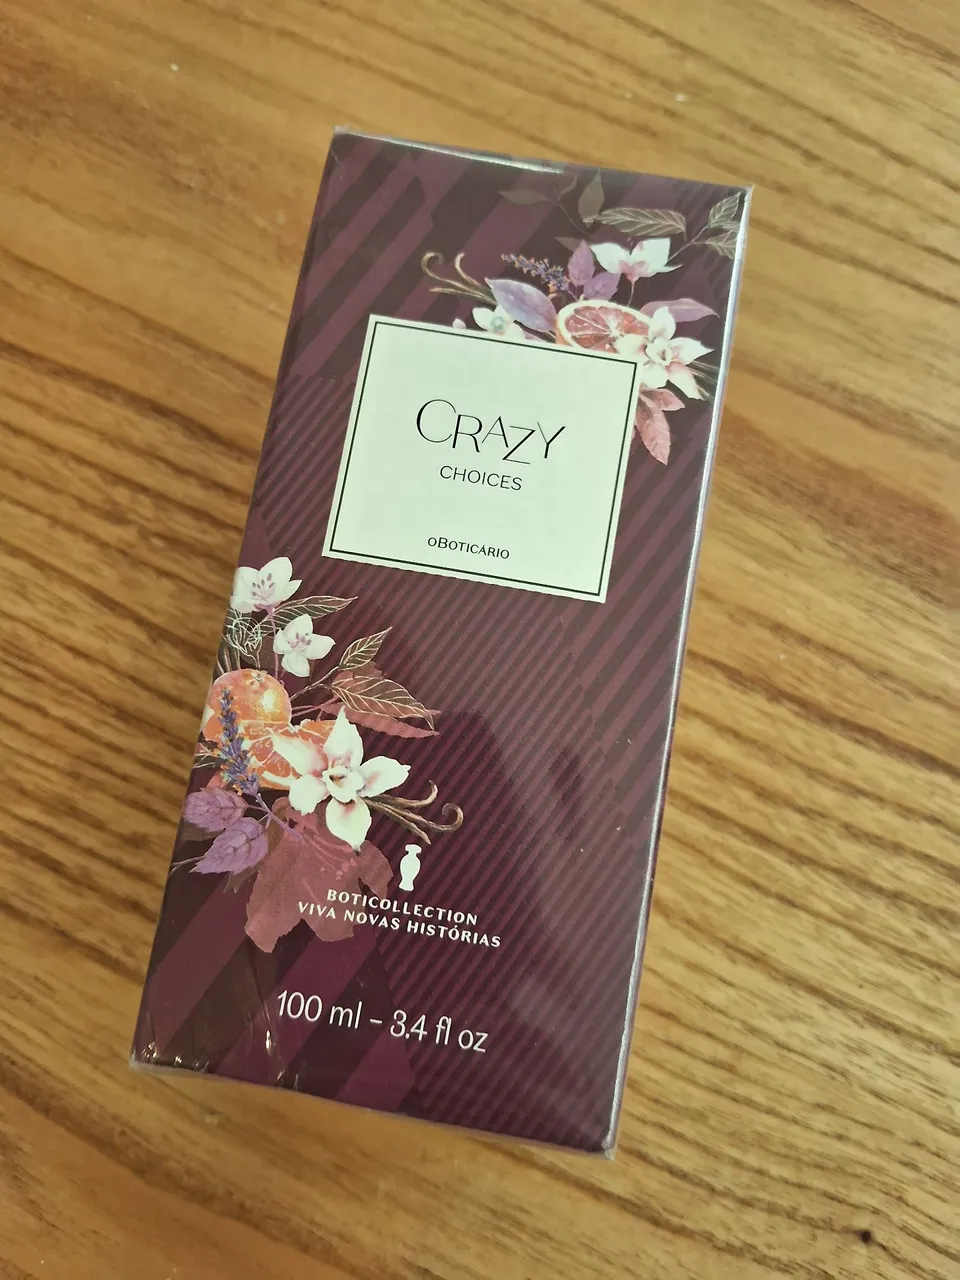 CRAZY
CHOICES
oBOTICÁRIO
BOTICOLLECTION
VIVA NOVAS HISTÓRIAS
100 ml – 3.4 fl oz